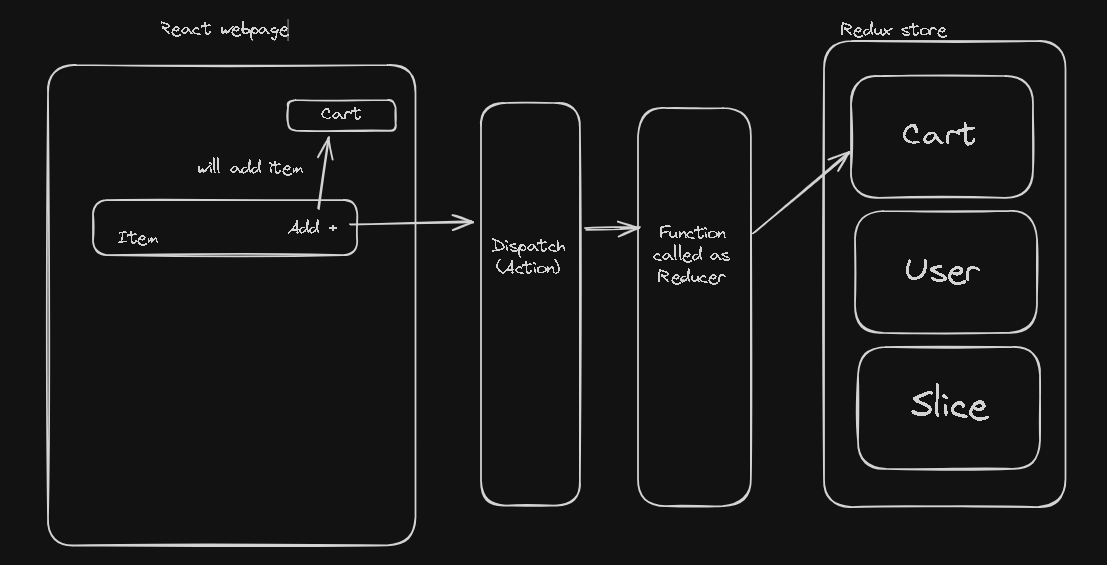 React webpage
Redux store
Cart
will add item
Item
Add +
Dispatch
(Action)
Function
called as
Reducer
Cart
User
Slice